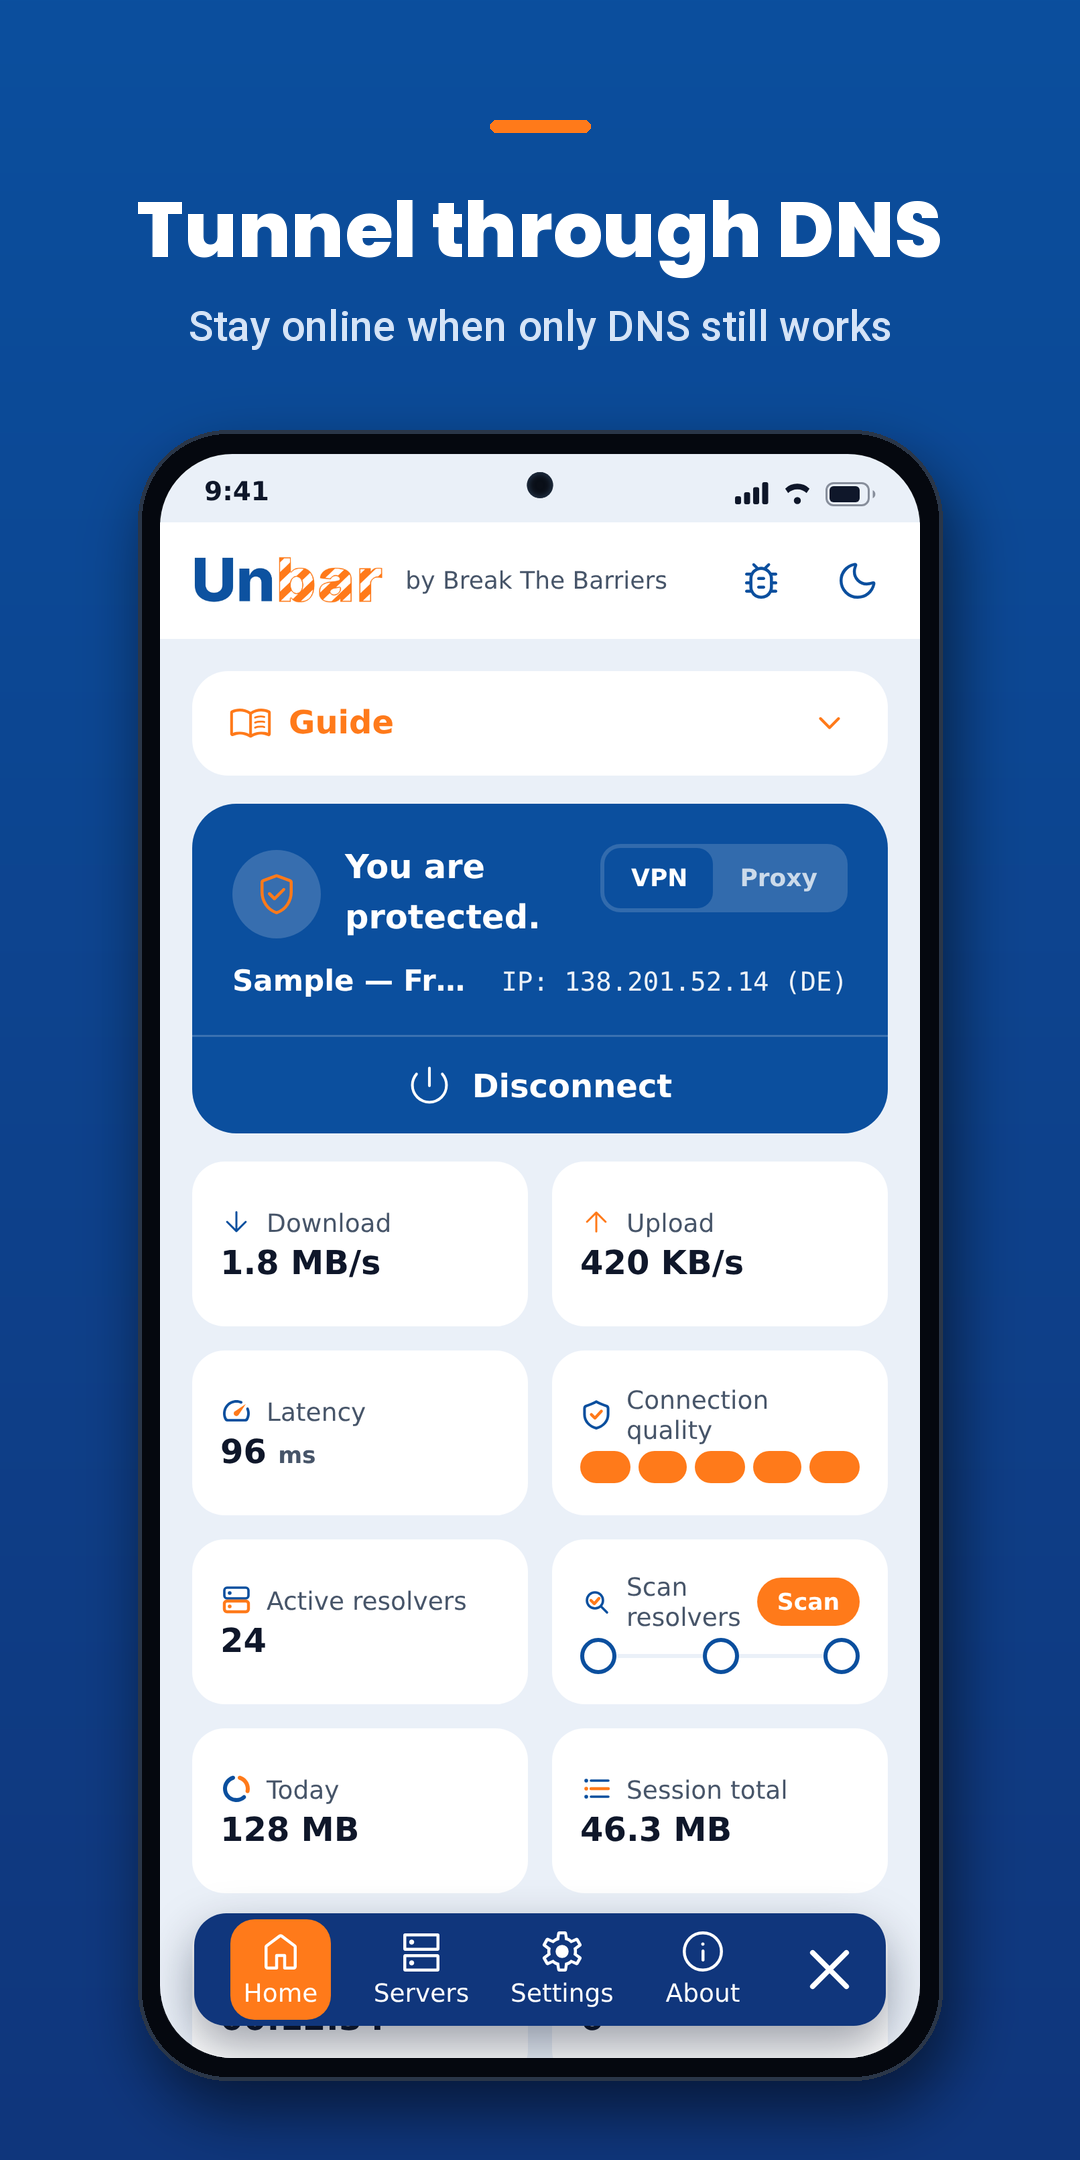 Tunnel through DNS
Stay online when only DNS still works
9:41
Unbar by Break The Barriers
Guide
You are
protected.
VPN Proxy
Sample — Fr... IP: 138.201.52.14 (DE)
Disconnect
Download
1.8 MB/s
Upload
420 KB/s
Latency
96 ms
Connection
quality
Active resolvers
24
Scan
resolvers
Scan
Today
128 MB
Session total
46.3 MB
Home Servers Settings About